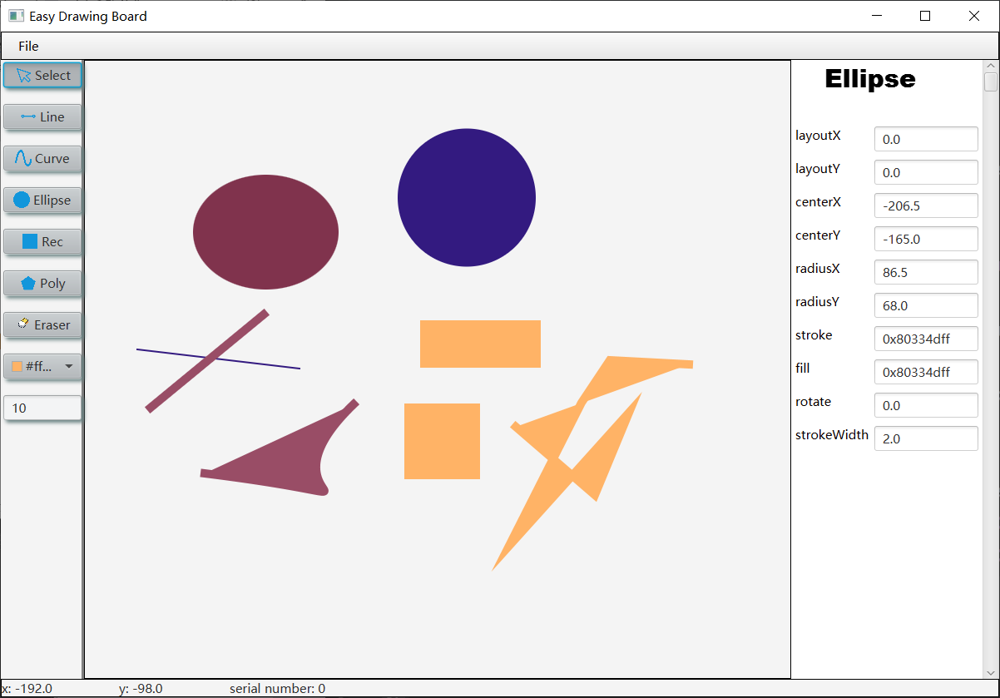 Easy Drawing Board
File
Select
Line
Curve
Ellipse
Rec
Poly
Eraser
#ff...
10
Ellipse
layoutX 0.0
layoutY 0.0
centerX -206.5
centerY -165.0
radiusX 86.5
radiusY 68.0
stroke 0x80334dff
fill 0x80334dff
rotate 0.0
strokeWidth 2.0
x: -192.0 y: -98.0 serial number: 0